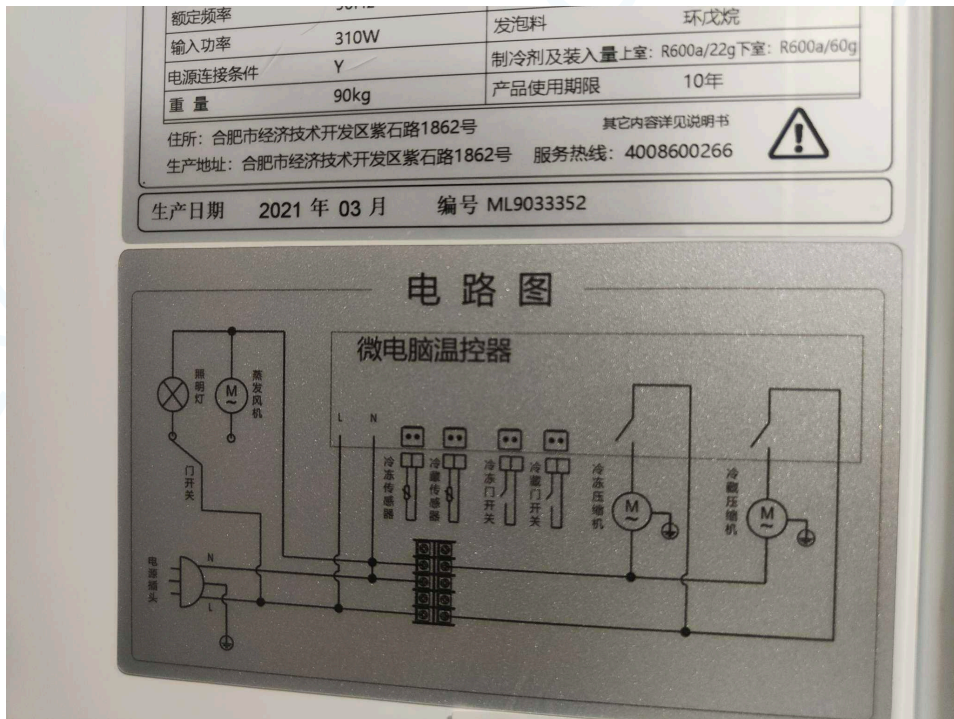 额定频率
发泡料 环戊烷
输入功率 310W
制冷剂及装入量 上室：R600a/22g下室：R600a/60g
电源连接条件 Y
产品使用期限 10年
重 量 90kg
住所：合肥市经济技术开发区紫石路1862号 其它内容详见说明书
生产地址：合肥市经济技术开发区紫石路1862号 服务热线：4008600266
生产日期 2021 年 03 月 编号 ML9033352
电路图
微电脑温控器
照明灯
M
~
蒸发风机
L
N
门开关
冷冻传感器
冷藏传感器
冷冻门开关
冷藏门开关
冷冻压缩机
M
~
冷藏压缩机
M
~
电源插头
N
L